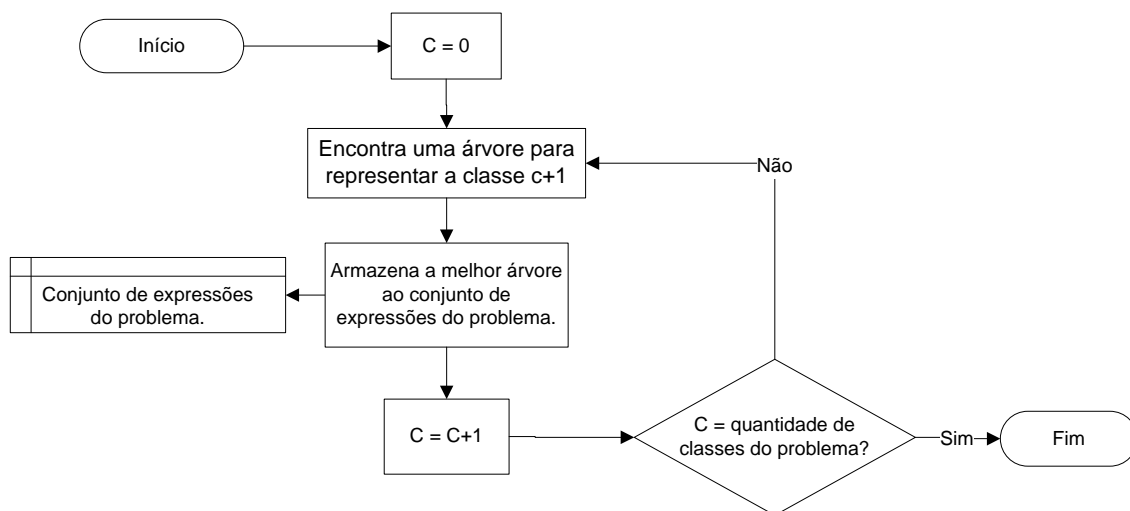 Início
C = 0
Encontra uma árvore para
representar a classe c+1
Não
Armazena a melhor árvore
ao conjunto de
expressões do problema.
Conjunto de expressões
do problema.
C = C+1
C = quantidade de
classes do problema?
Sim
Fim